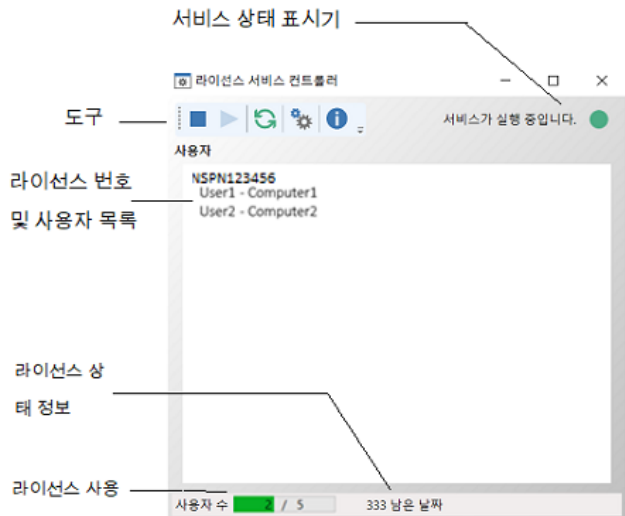 서비스 상태 표시기
라이선스 서비스 컨트롤러
도구
서비스가 실행 중입니다.
사용자
라이선스 번호
및 사용자 목록
NSPN123456
User1 - Computer1
User2 - Computer2
라이선스 상
태 정보
라이선스 사용
사용자 수 2 / 5 333 남은 날짜